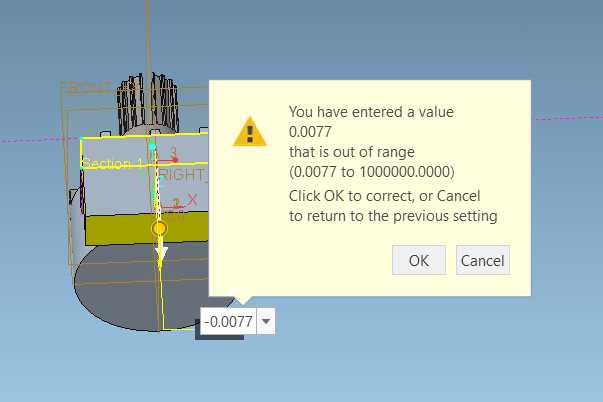 FRONT
You have entered a value
0.0077
that is out of range
(0.0077 to 1000000.0000)
Click OK to correct, or Cancel
to return to the previous setting
OK
Cancel
3
Section 1
RIGHT_
X
-0.0077